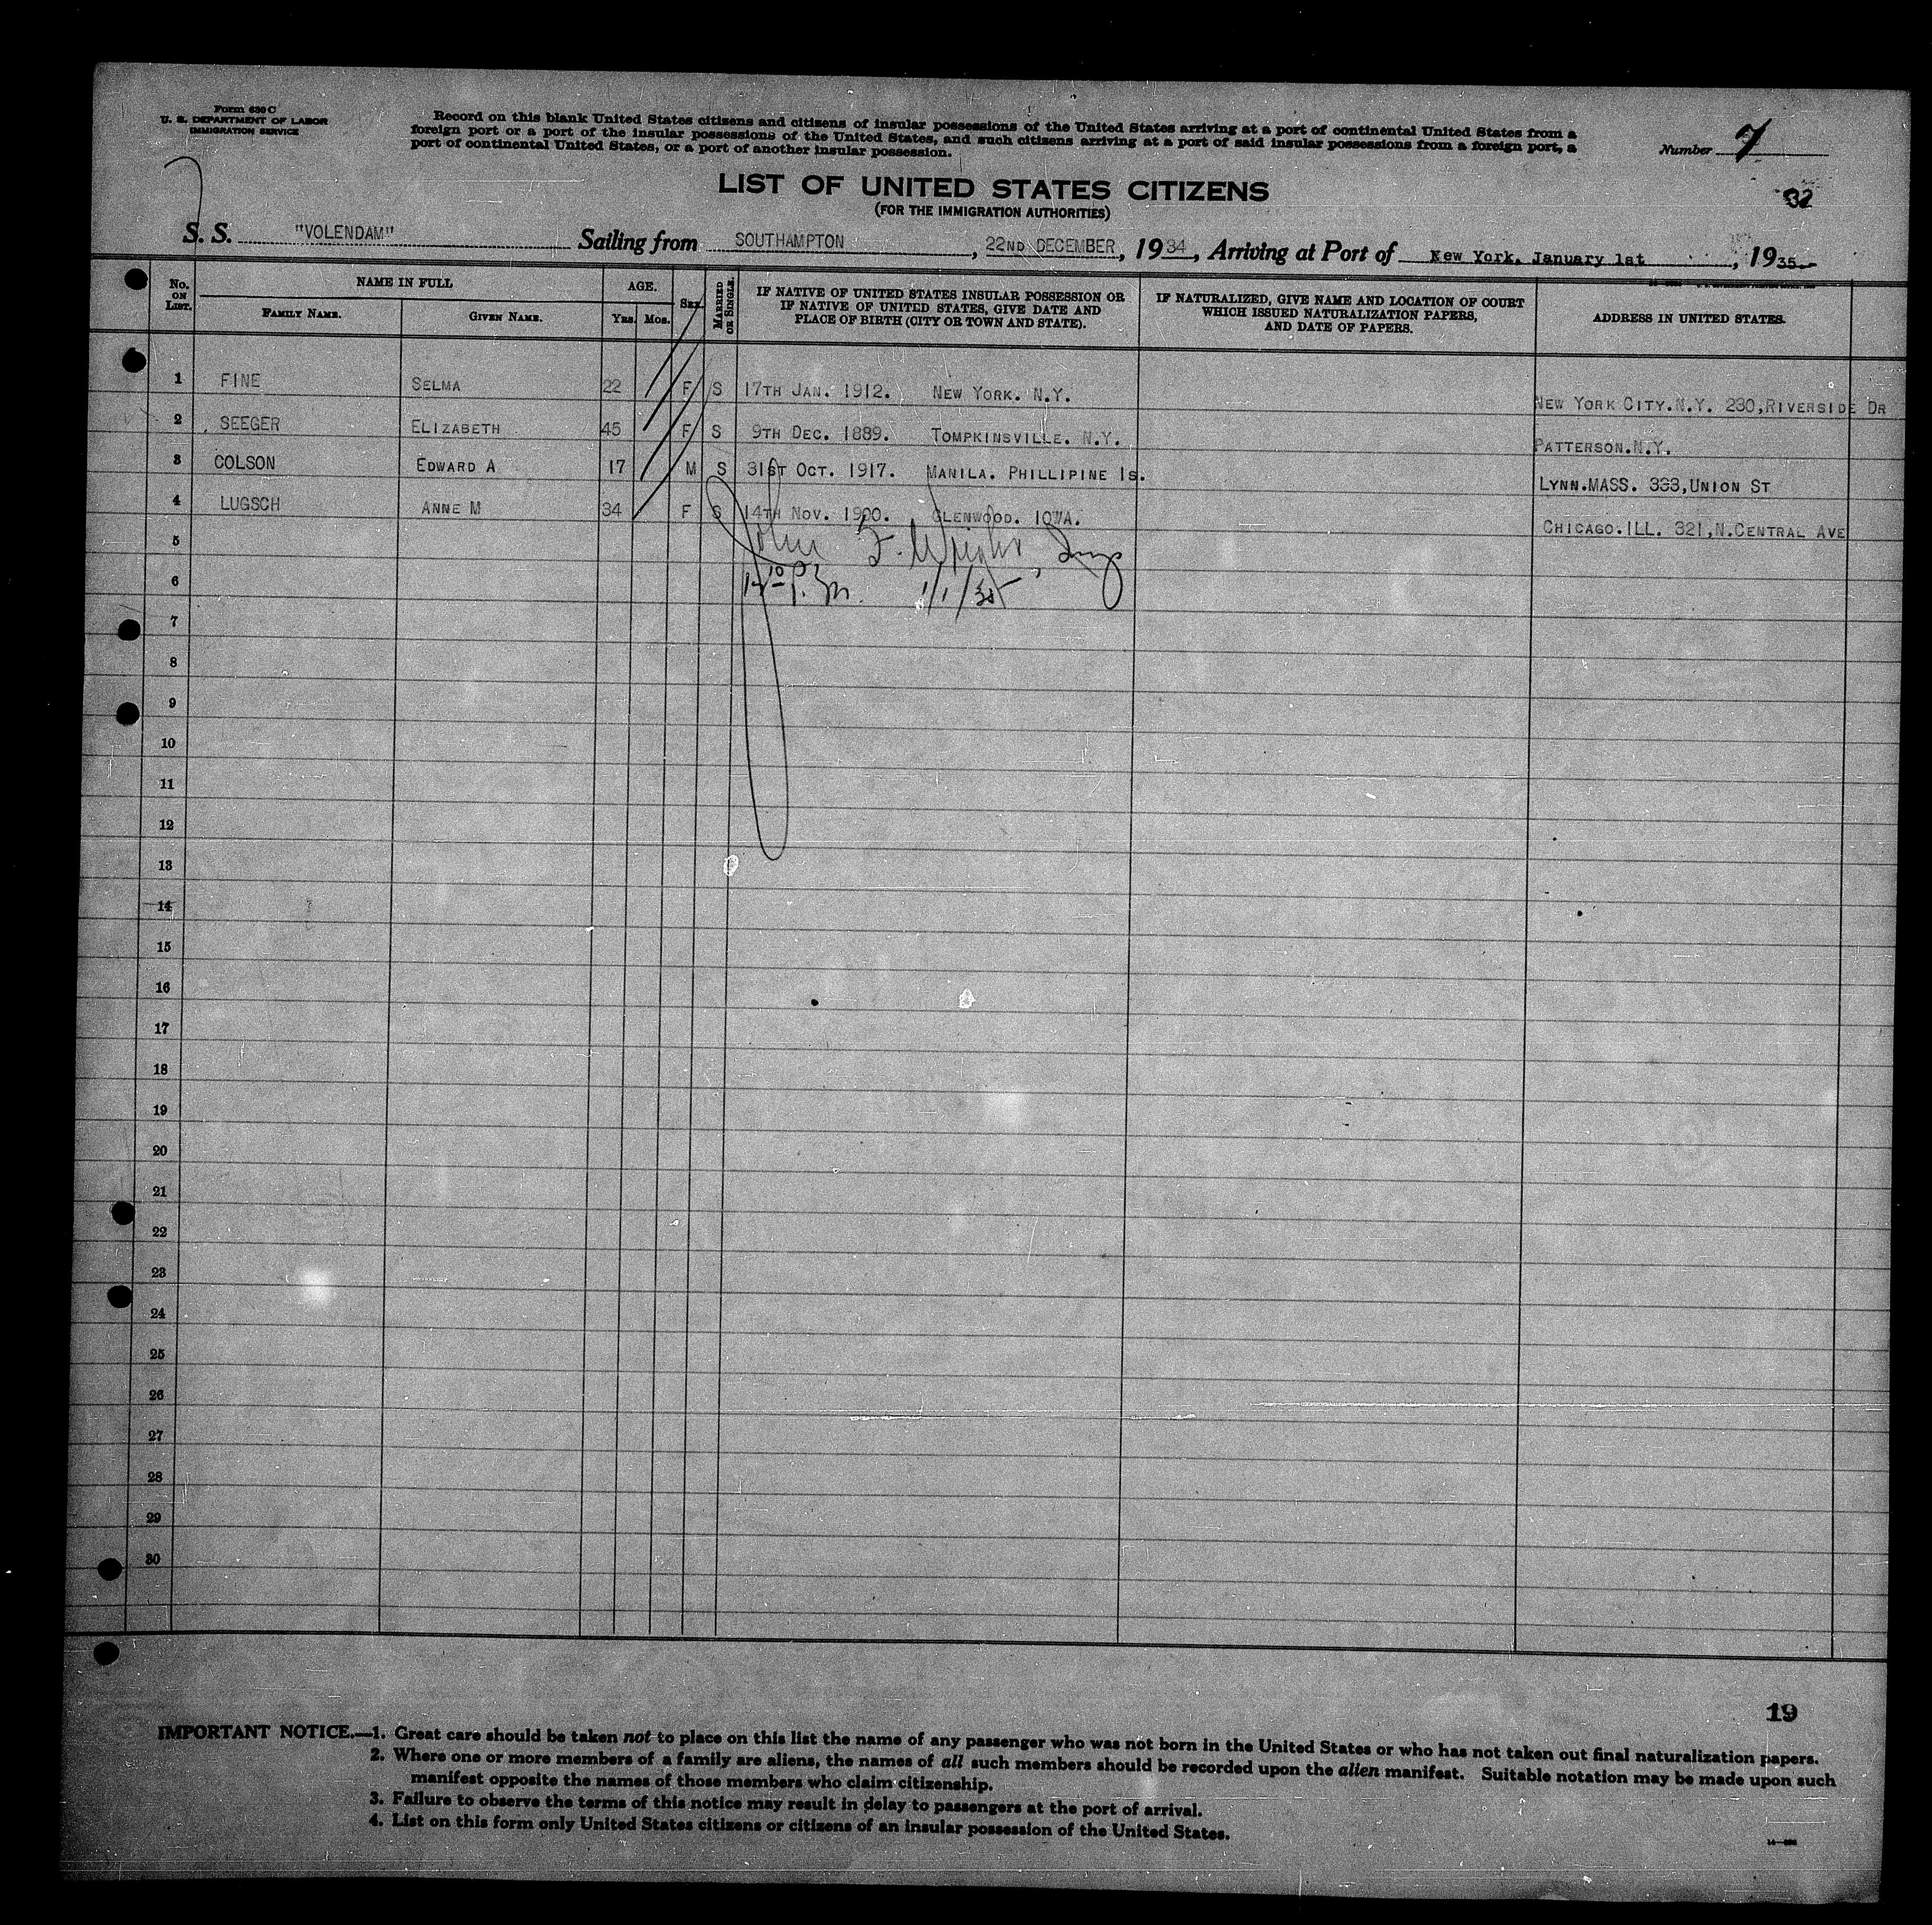 Form 630 C
U. S. DEPARTMENT OF LABOR
IMMIGRATION SERVICE
Record on this blank United States citizens and citizens of insular possessions of the United States arriving at a port of continental United States from a
foreign port or a port of the insular possessions of the United States, and such citizens arriving at a port of said insular possessions from a foreign port, a
port of continental United States, or a port of another insular possession.
Number 7
32
LIST OF UNITED STATES CITIZENS
(FOR THE IMMIGRATION AUTHORITIES)
S. S. "VOLENDAM" Sailing from SOUTHAMPTON, 22ND DECEMBER, 1934, Arriving at Port of New York, January 1st, 1935.-
No. ON LIST. NAME IN FULL FAMILY NAME. GIVEN NAME. AGE. YRS. MOS. SEX. MARRIED OR SINGLE. IF NATIVE OF UNITED STATES INSULAR POSSESSION OR IF NATIVE OF UNITED STATES, GIVE DATE AND PLACE OF BIRTH (CITY OR TOWN AND STATE). IF NATURALIZED, GIVE NAME AND LOCATION OF COURT WHICH ISSUED NATURALIZATION PAPERS, AND DATE OF PAPERS. ADDRESS IN UNITED STATES.
1 FINE SELMA 22 F S 17TH JAN. 1912. NEW YORK. N.Y. NEW YORK CITY.N.Y. 230,RIVERSIDE DR
2 SEEGER ELIZABETH 45 F S 9TH DEC. 1889. TOMPKINSVILLE. N.Y. PATTERSON.N.Y.
3 COLSON EDWARD A 17 M S 31ST OCT. 1917. MANILA. PHILLIPINE IS. LYNN.MASS. 333,UNION ST
4 LUGSCH ANNE M 34 F S 14TH NOV. 1900. GLENWOOD. IOWA. CHICAGO.ILL. 321,N.CENTRAL AVE
5 John F. Wright, Insp
6 12 10 P.M. 1/1/35
7
8
9
10
11
12
13
14
15
16
17
18
19
20
21
22
23
24
25
26
27
28
29
30
19
IMPORTANT NOTICE.—1. Great care should be taken not to place on this list the name of any passenger who was not born in the United States or who has not taken out final naturalization papers.
2. Where one or more members of a family are aliens, the names of all such members should be recorded upon the alien manifest. Suitable notation may be made upon such
manifest opposite the names of those members who claim citizenship.
3. Failure to observe the terms of this notice may result in delay to passengers at the port of arrival.
4. List on this form only United States citizens or citizens of an insular possession of the United States.